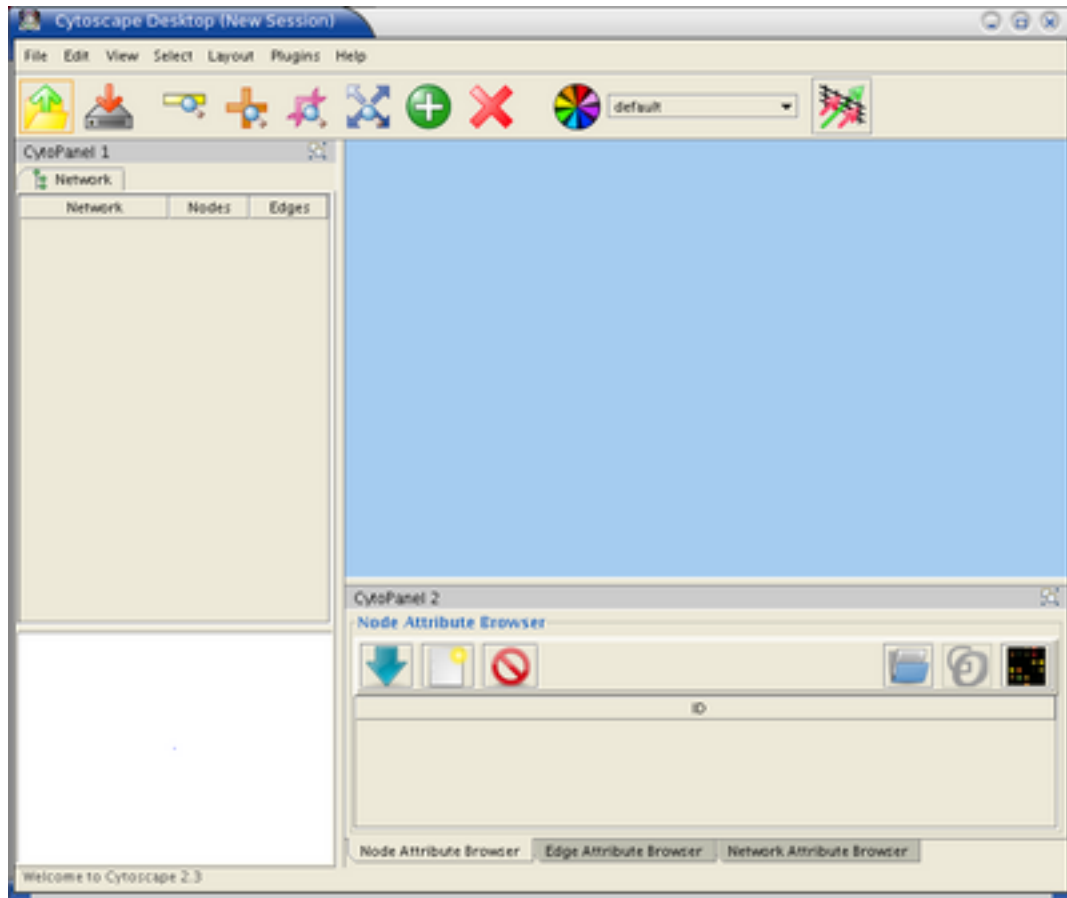 Cytoscape Desktop (New Session)
File Edit View Select Layout Plugins Help
default
CytoPanel 1
Network
Network Nodes Edges
CytoPanel 2
Node Attribute Browser
ID
Node Attribute Browser Edge Attribute Browser Network Attribute Browser
Welcome to Cytoscape 2.3